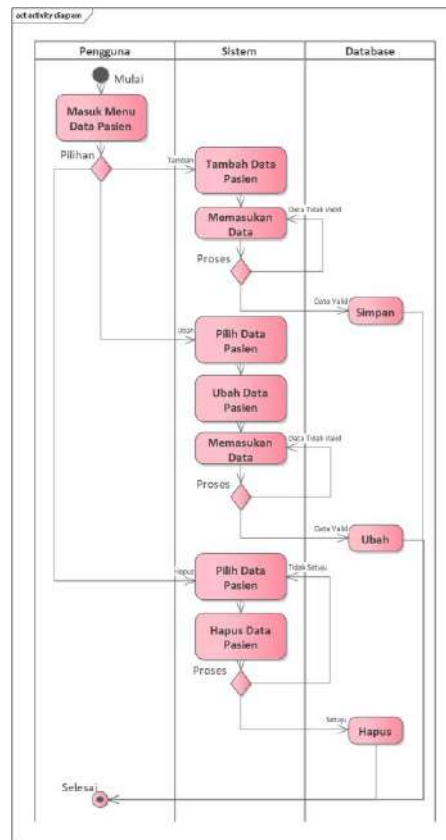 act activity diagram
Pengguna
Sistem
Database
Mulai
Masuk Menu
Data Pasien
Pilihan
Tambah
Tambah Data
Pasien
Memasukan
Data
Data Tidak Valid
Proses
Data Valid
Simpan
Ubah
Pilih Data
Pasien
Ubah Data
Pasien
Memasukan
Data
Data Tidak Valid
Proses
Data Valid
Ubah
Hapus
Pilih Data
Pasien
Tidak Setuju
Hapus Data
Pasien
Proses
Setuju
Hapus
Selesai